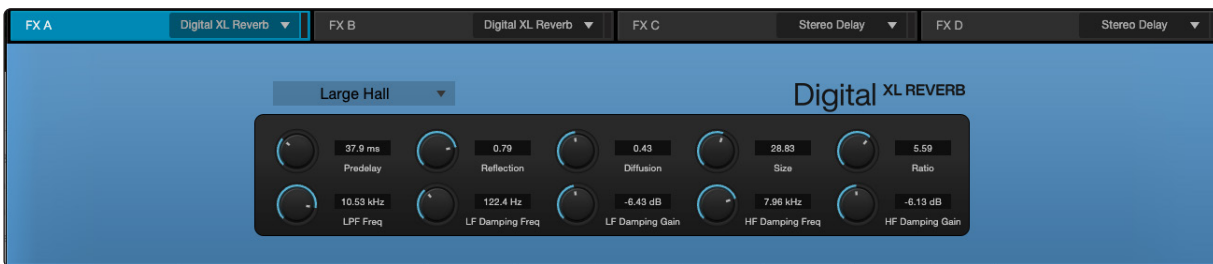 FX A Digital XL Reverb FX B Digital XL Reverb FX C Stereo Delay FX D Stereo Delay
Large Hall Digital XL REVERB
37.9 ms 0.79 0.43 28.83 5.59
Predelay Reflection Diffusion Size Ratio
10.53 kHz 122.4 Hz -6.43 dB 7.96 kHz -6.13 dB
LPF Freq LF Damping Freq LF Damping Gain HF Damping Freq HF Damping Gain